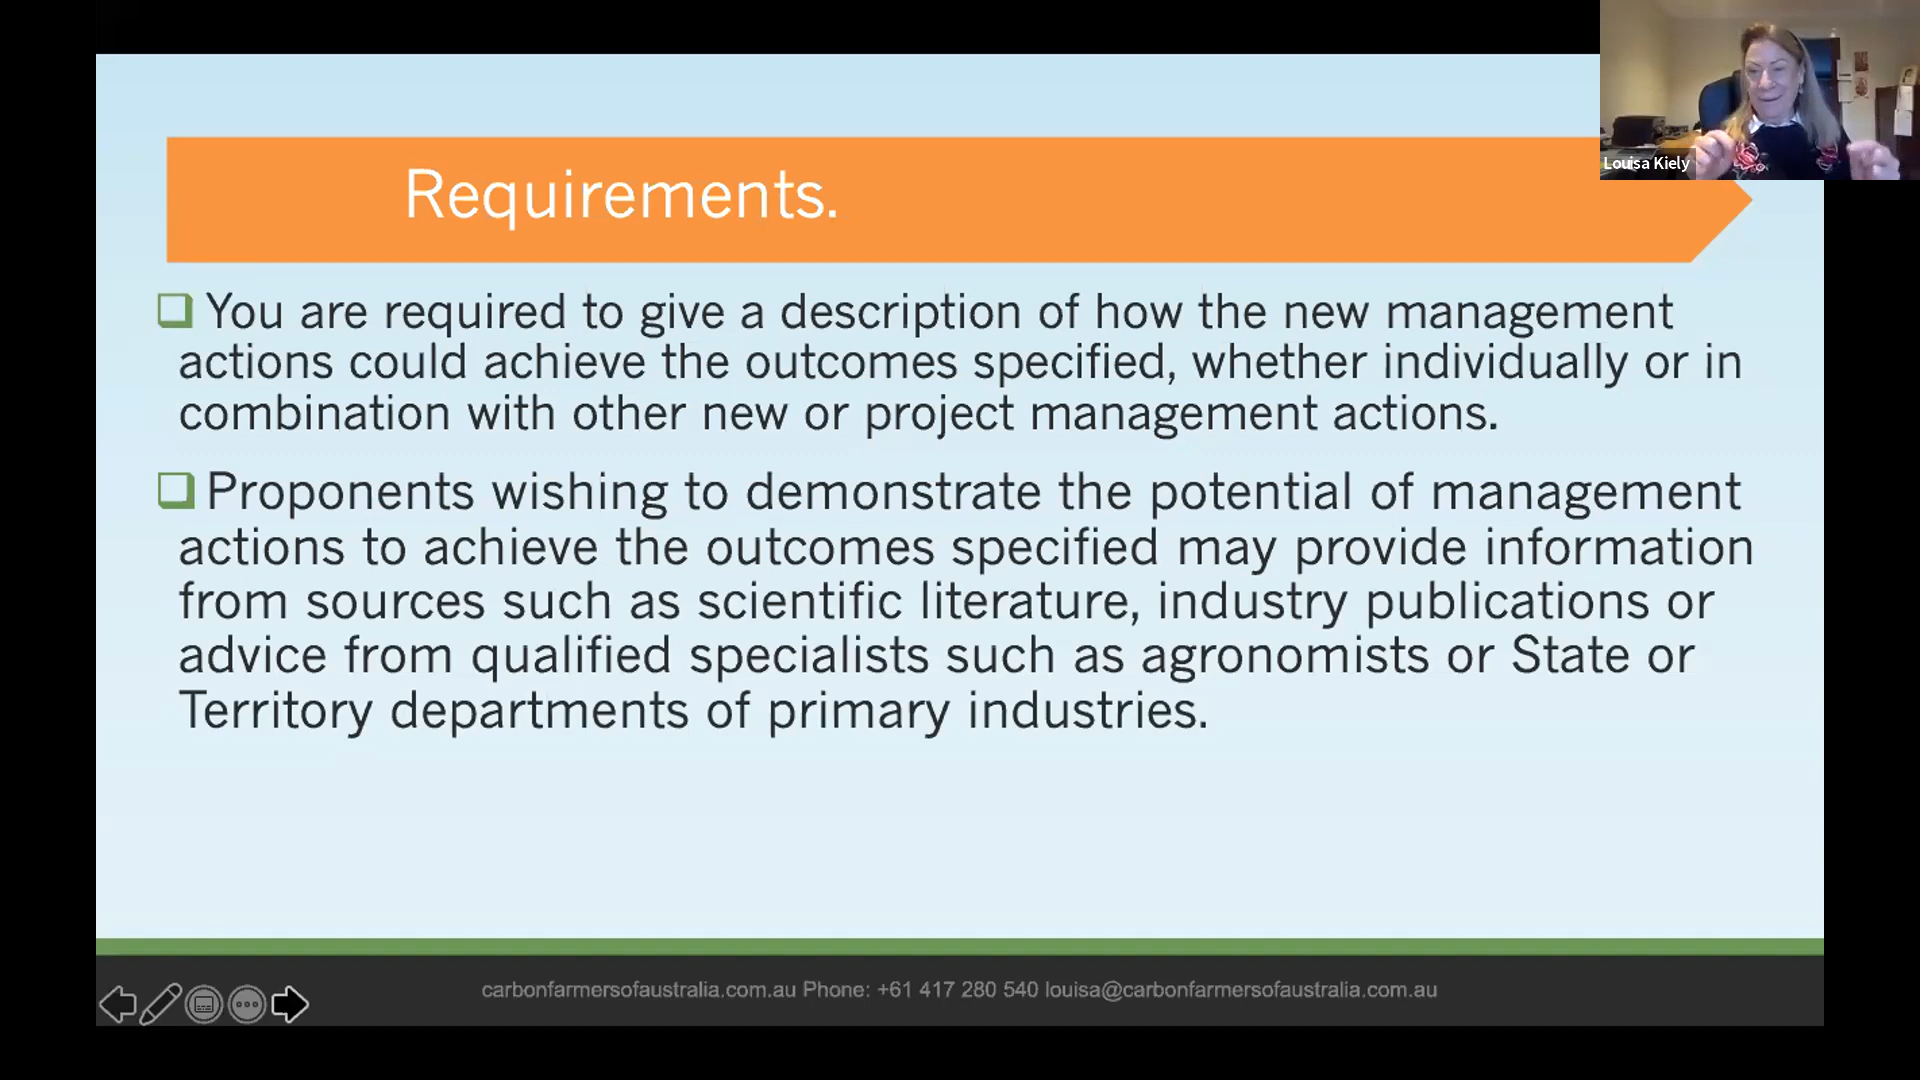 Louisa Kiely
Requirements.
You are required to give a description of how the new management
actions could achieve the outcomes specified, whether individually or in
combination with other new or project management actions.
Proponents wishing to demonstrate the potential of management
actions to achieve the outcomes specified may provide information
from sources such as scientific literature, industry publications or
advice from qualified specialists such as agronomists or State or
Territory departments of primary industries.
carbonfarmersofaustralia.com.au Phone: +61 417 280 540 louisa@carbonfarmersofaustralia.com.au